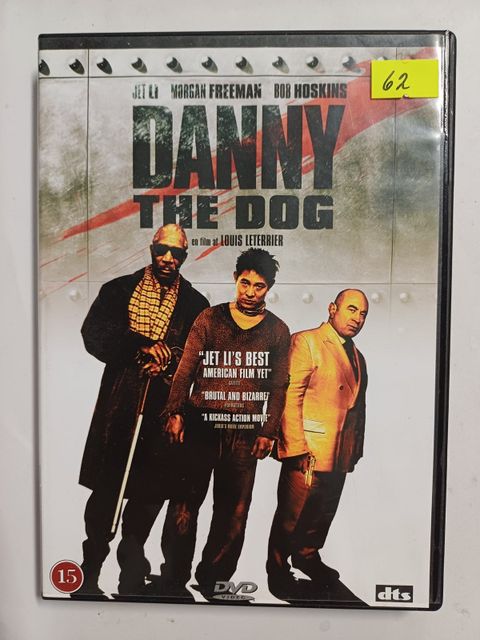 JET LI MORGAN FREEMAN BOB HOSKINS
62
DANNY
THE DOG
en film af LOUIS LETERRIER
"JET LI'S BEST
AMERICAN FILM YET"
"BRUTAL AND BIZARRE"
"A KICKASS ACTION MOVIE"
15
DVD
VIDEO
dts